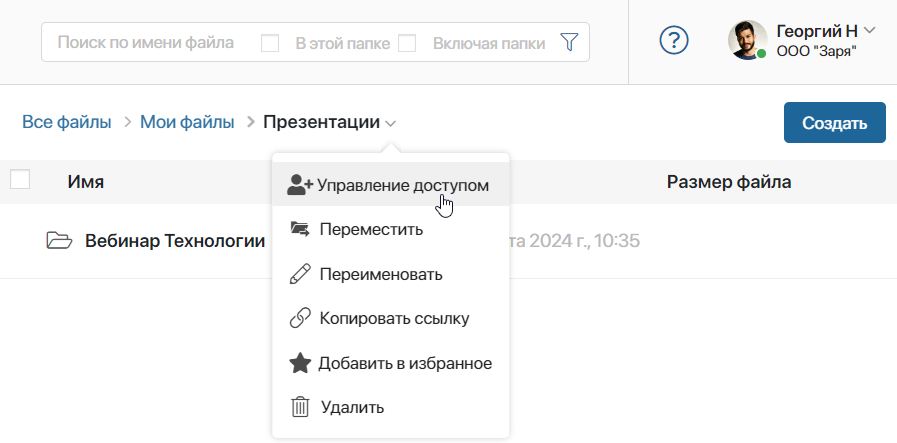 Поиск по имени файла В этой папке Включая папки
? Георгий Н
ООО "Заря"
Все файлы > Мои файлы > Презентации
Создать
Имя Размер файла
Управление доступом
Вебинар Технологии та 2024 г., 10:35
Переместить
Переименовать
Копировать ссылку
Добавить в избранное
Удалить